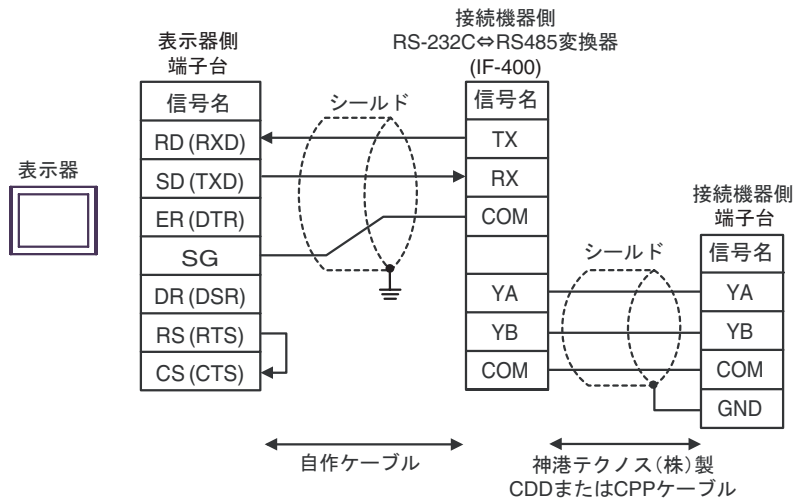 接続機器側
RS-232C⇔RS485変換器
(IF-400)
表示器側
端子台
信号名
RD (RXD)
SD (TXD)
ER (DTR)
SG
DR (DSR)
RS (RTS)
CS (CTS)
表示器
シールド
信号名
TX
RX
COM
YA
YB
COM
シールド
接続機器側
端子台
信号名
YA
YB
COM
GND
自作ケーブル
神港テクノス(株)製
CDDまたはCPPケーブル